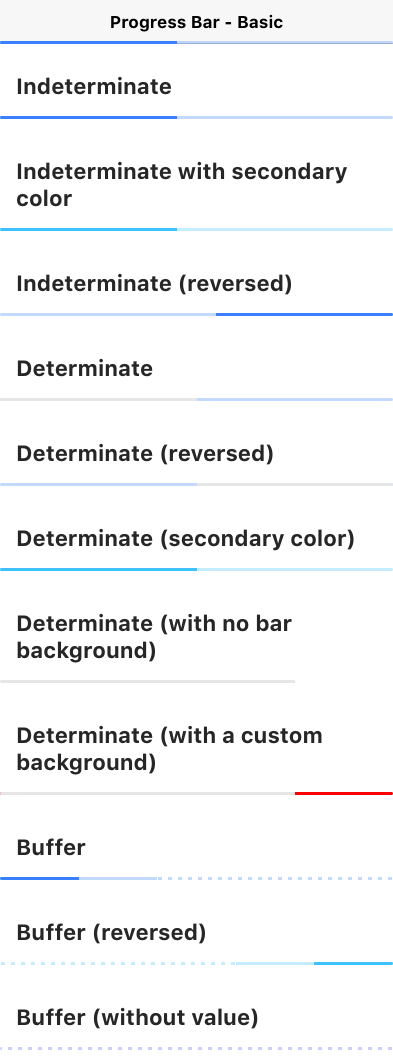 Progress Bar - Basic
Indeterminate
Indeterminate with secondary
color
Indeterminate (reversed)
Determinate
Determinate (reversed)
Determinate (secondary color)
Determinate (with no bar
background)
Determinate (with a custom
background)
Buffer
Buffer (reversed)
Buffer (without value)